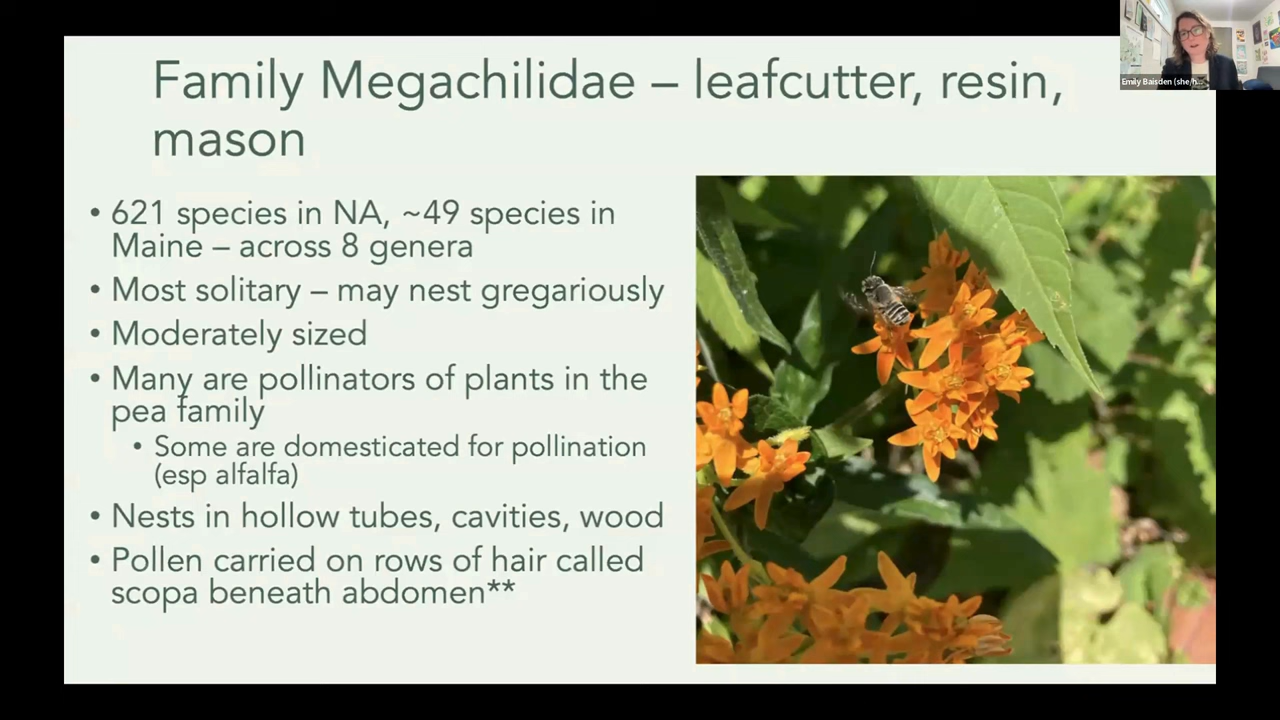 Family Megachilidae – leafcutter, resin,
mason
• 621 species in NA, ~49 species in
Maine – across 8 genera
• Most solitary – may nest gregariously
• Moderately sized
• Many are pollinators of plants in the
pea family
• Some are domesticated for pollination
(esp alfalfa)
• Nests in hollow tubes, cavities, wood
• Pollen carried on rows of hair called
scopa beneath abdomen**
Emily Baisden (she/h...